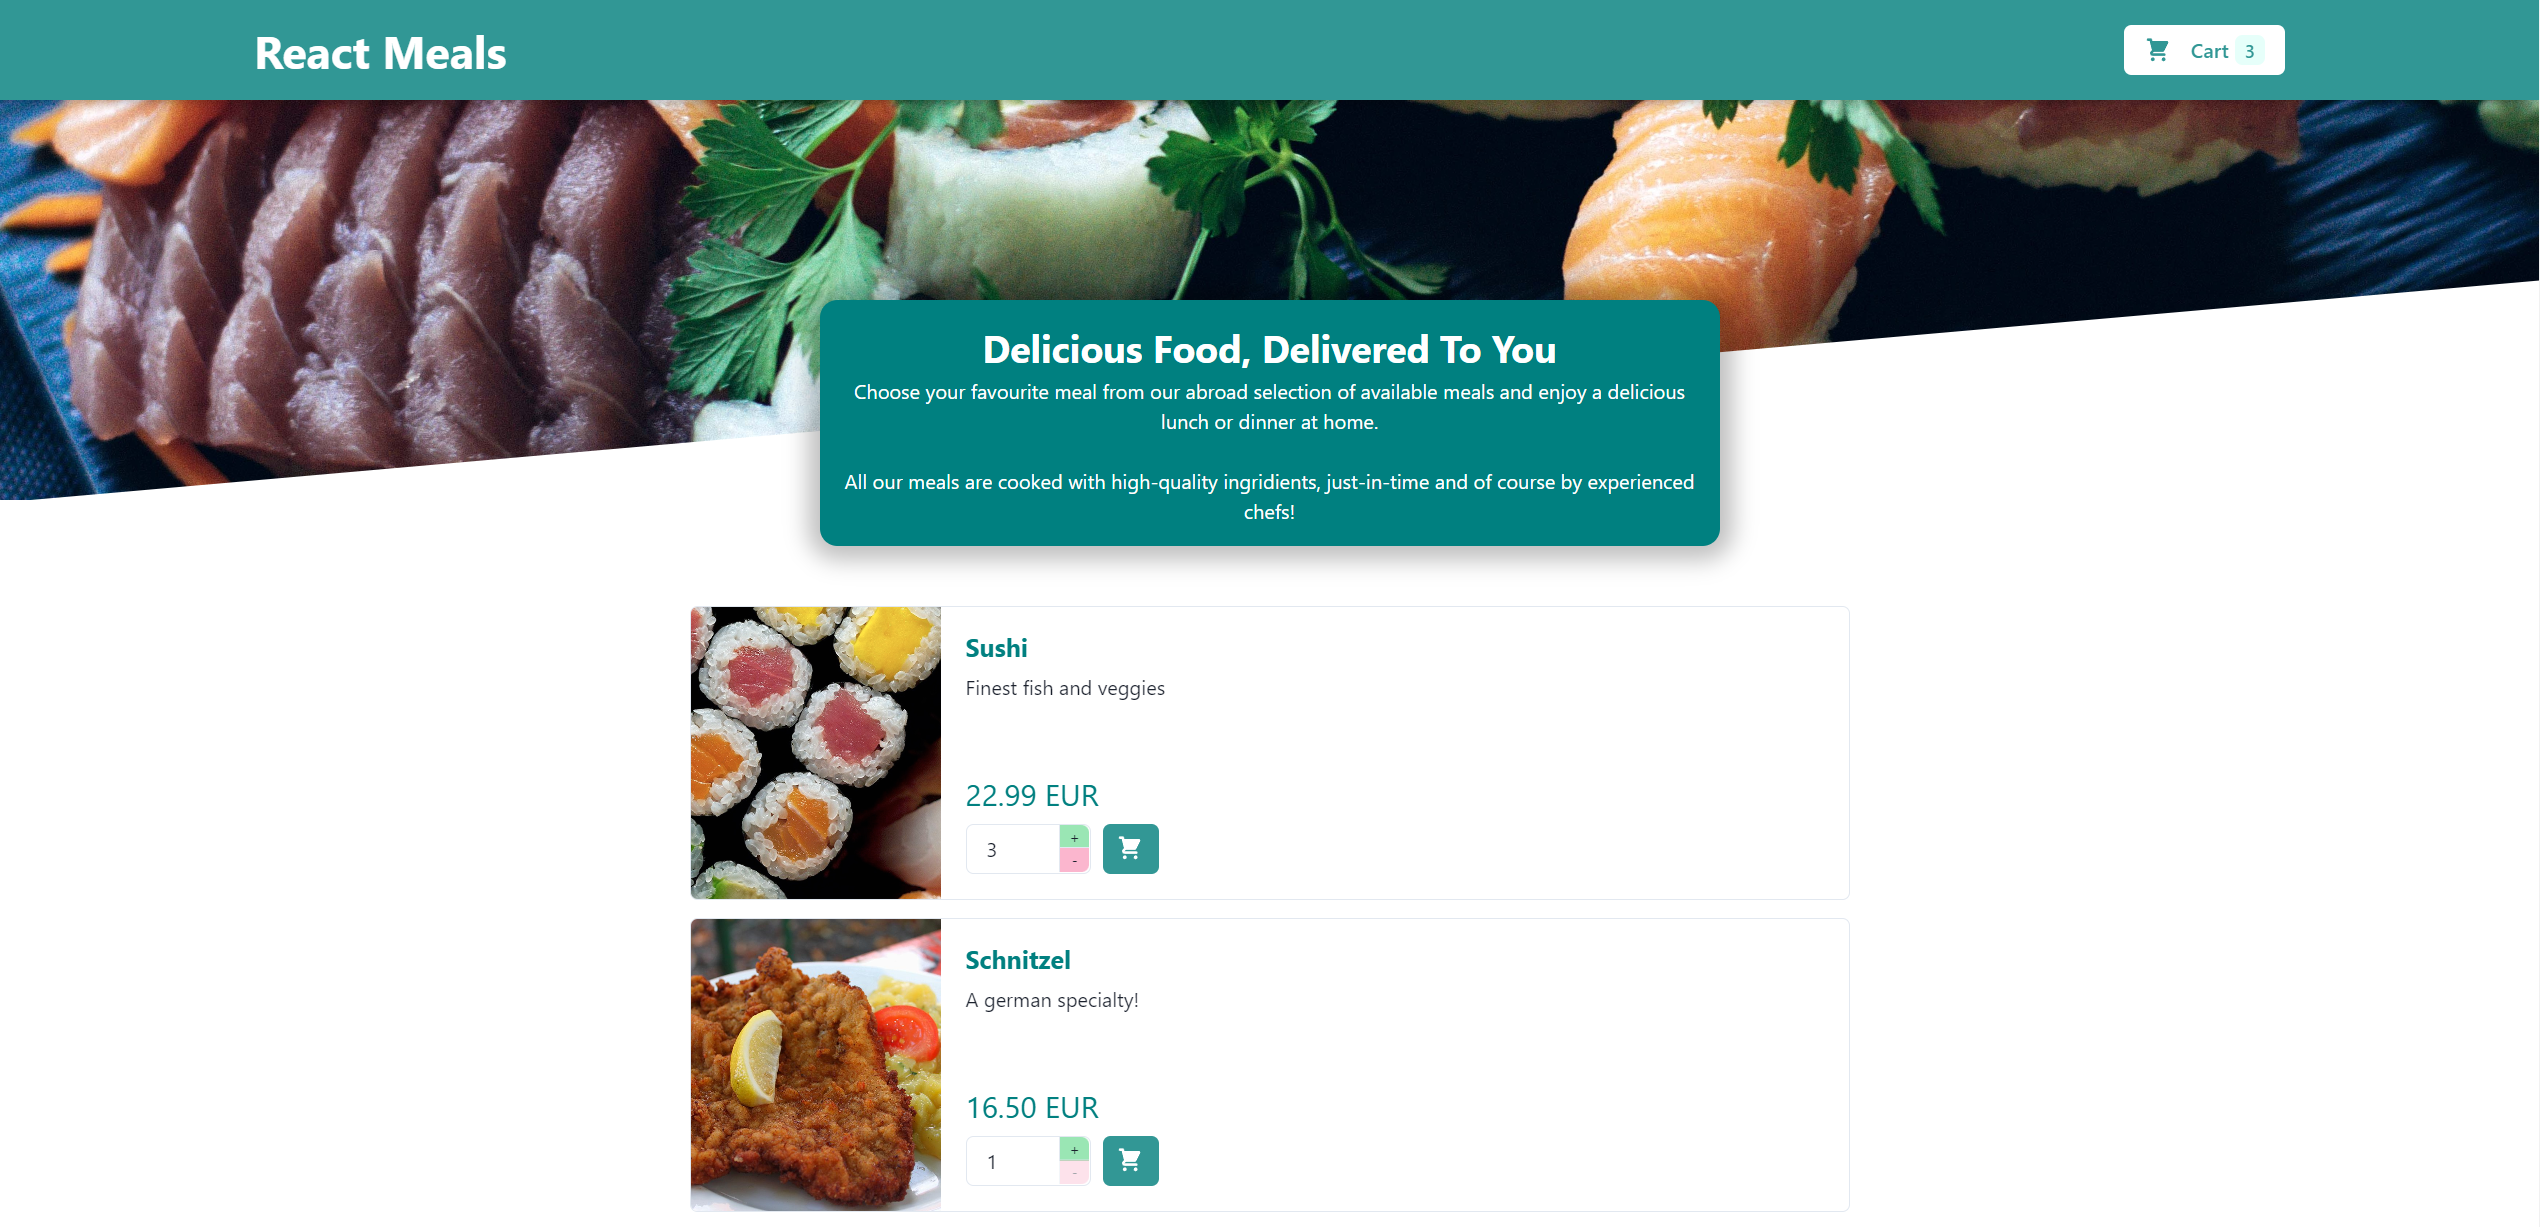 React Meals
Cart 3
Delicious Food, Delivered To You
Choose your favourite meal from our abroad selection of available meals and enjoy a delicious
lunch or dinner at home.
All our meals are cooked with high-quality ingridients, just-in-time and of course by experienced
chefs!
Sushi
Finest fish and veggies
22.99 EUR
3
+
-
Schnitzel
A german specialty!
16.50 EUR
1
+
-